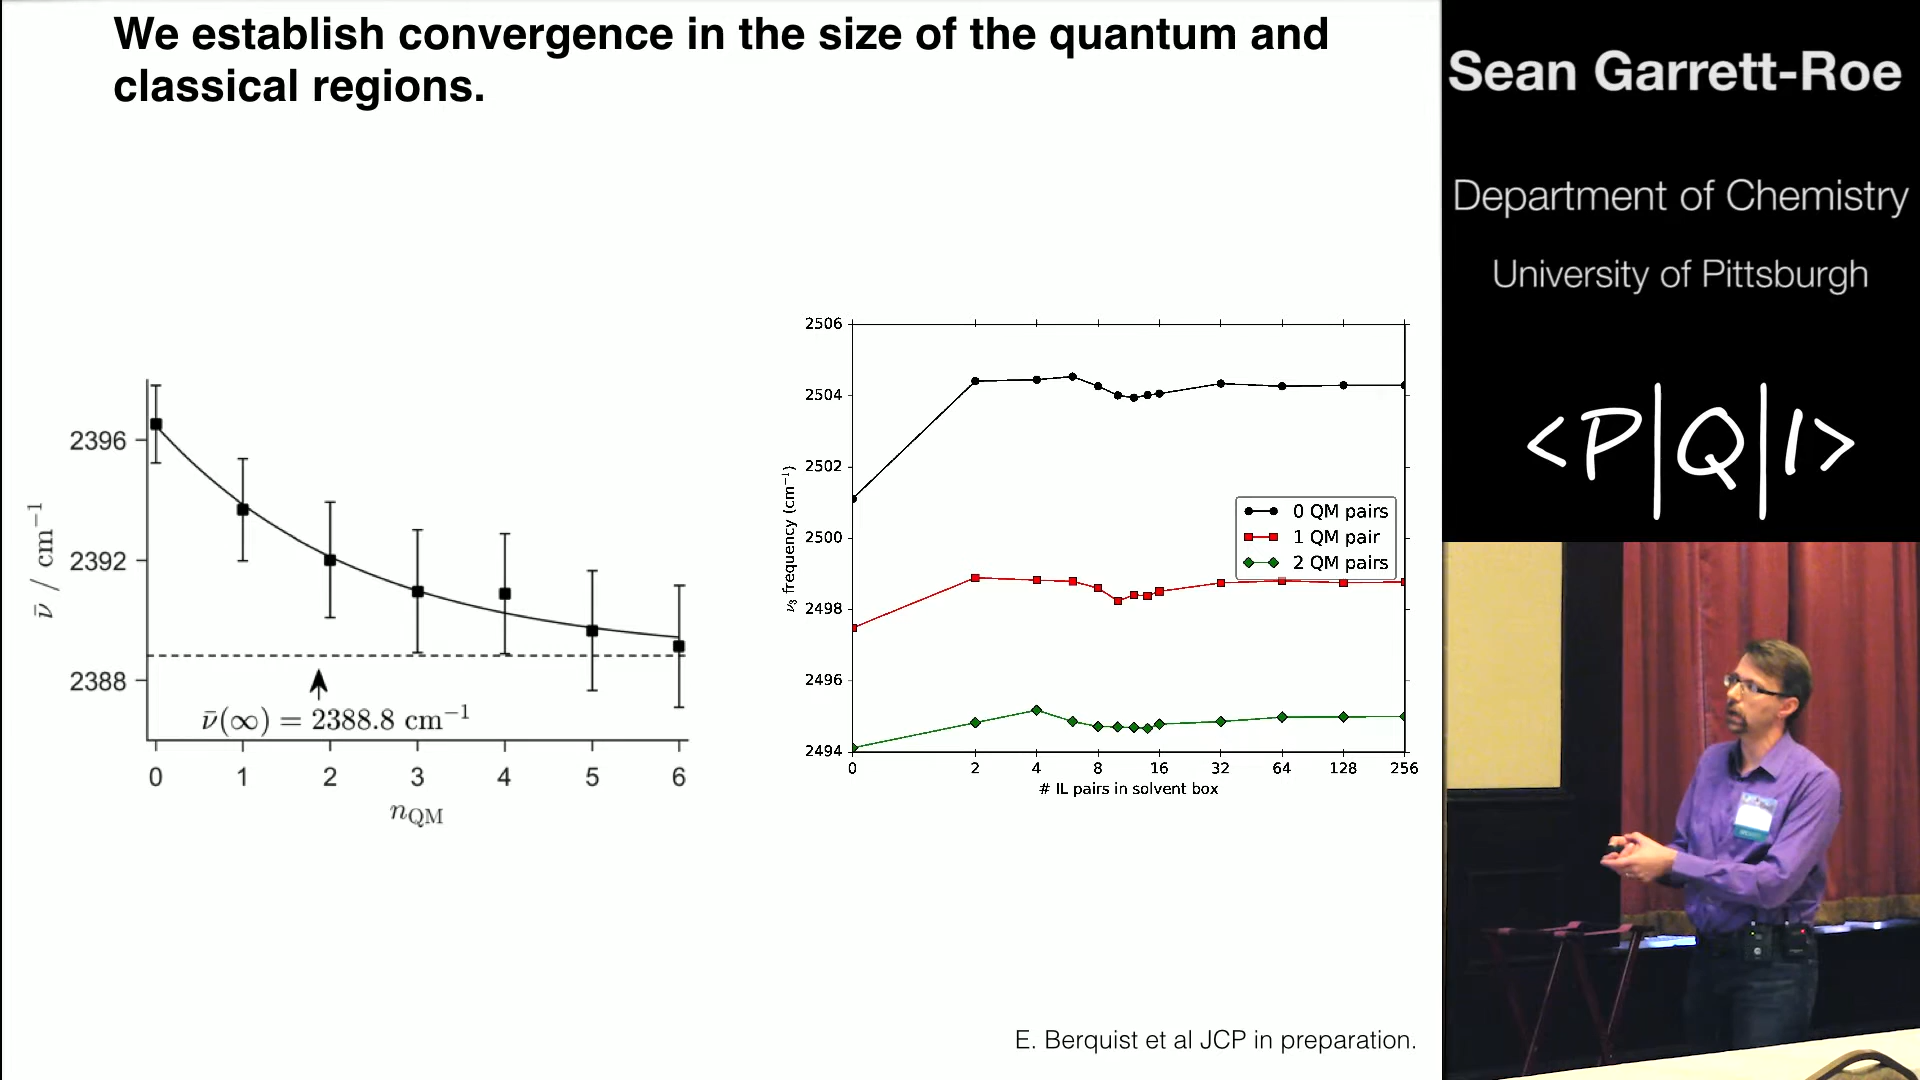 We establish convergence in the size of the quantum and
classical regions.
2396
2392
2388
ν̄ / cm⁻¹
ν̄(∞) = 2388.8 cm⁻¹
0 1 2 3 4 5 6
n_QM
2506
2504
2502
2500
2498
2496
2494
ν₃ frequency (cm⁻¹)
0 QM pairs
1 QM pair
2 QM pairs
0 2 4 8 16 32 64 128 256
# IL pairs in solvent box
E. Berquist et al JCP in preparation.
Sean Garrett-Roe
Department of Chemistry
University of Pittsburgh
<P|Q|I>